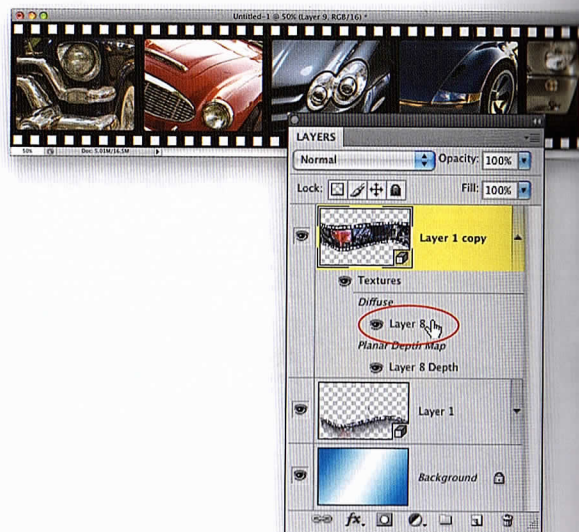 Untitled-1 @ 50% (Layer 9, RGB/16) *
50%
Doc: 5.01M/16.5M
LAYERS
Normal
Opacity: 100%
Lock:
Fill: 100%
Layer 1 copy
Textures
Diffuse
Layer 8
Planar Depth Map
Layer 8 Depth
Layer 1
Background
fx.